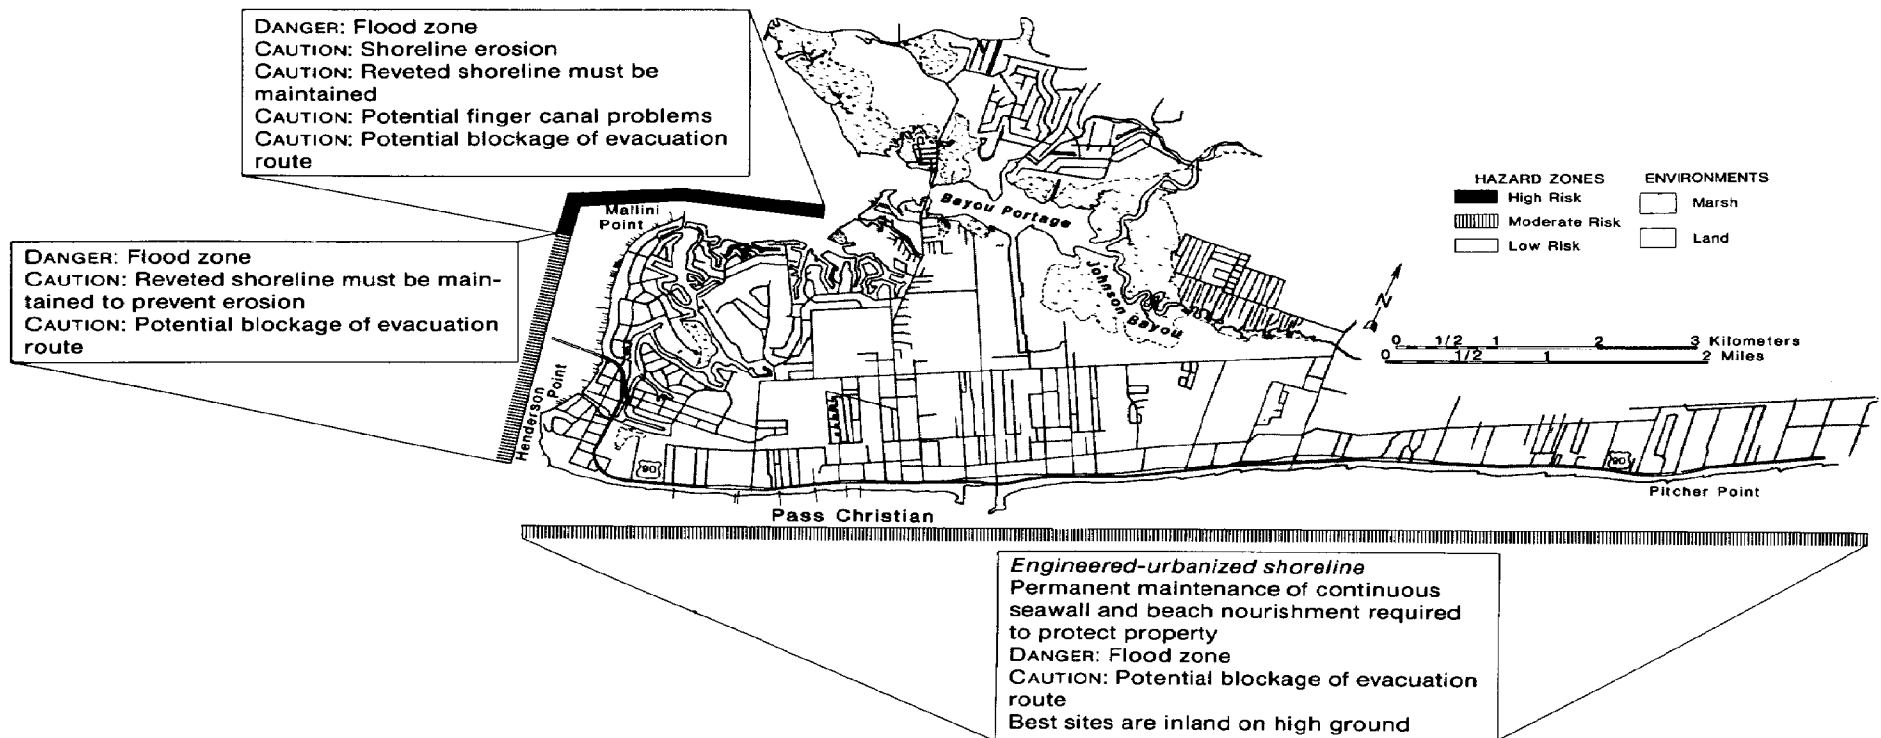 DANGER: Flood zone
CAUTION: Shoreline erosion
CAUTION: Reveted shoreline must be
maintained
CAUTION: Potential finger canal problems
CAUTION: Potential blockage of evacuation
route
DANGER: Flood zone
CAUTION: Reveted shoreline must be main-
tained to prevent erosion
CAUTION: Potential blockage of evacuation
route
Mallini
Point
Bayou Portage
Johnson Bayou
Henderson
Point
HAZARD ZONES
High Risk
Moderate Risk
Low Risk
ENVIRONMENTS
Marsh
Land
N
0 1/2 1 2 3 Kilometers
0 1/2 1 2 Miles
90
90
Pitcher Point
Pass Christian
Engineered-urbanized shoreline
Permanent maintenance of continuous
seawall and beach nourishment required
to protect property
DANGER: Flood zone
CAUTION: Potential blockage of evacuation
route
Best sites are inland on high ground